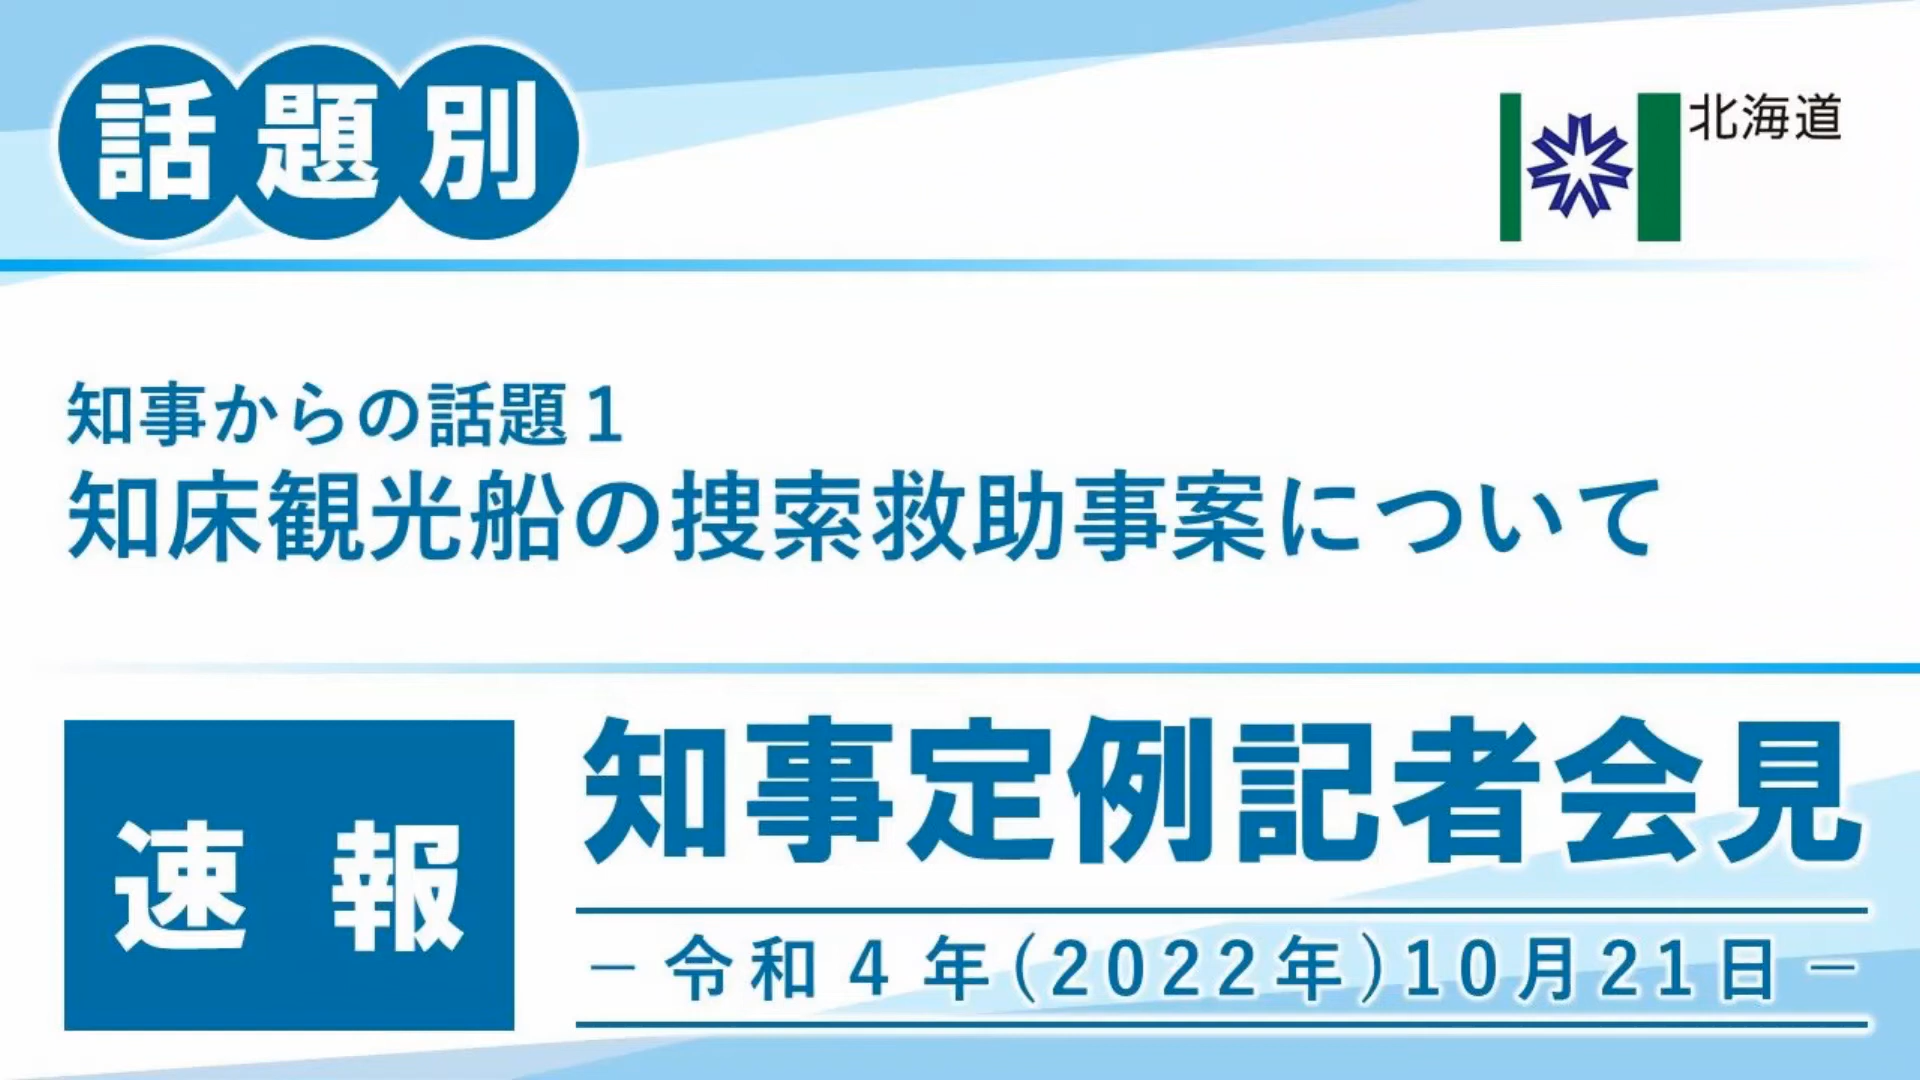 話題別
北海道
知事からの話題1
知床観光船の捜索救助事案について
速報
知事定例記者会見
－令和4年(2022年)10月21日－